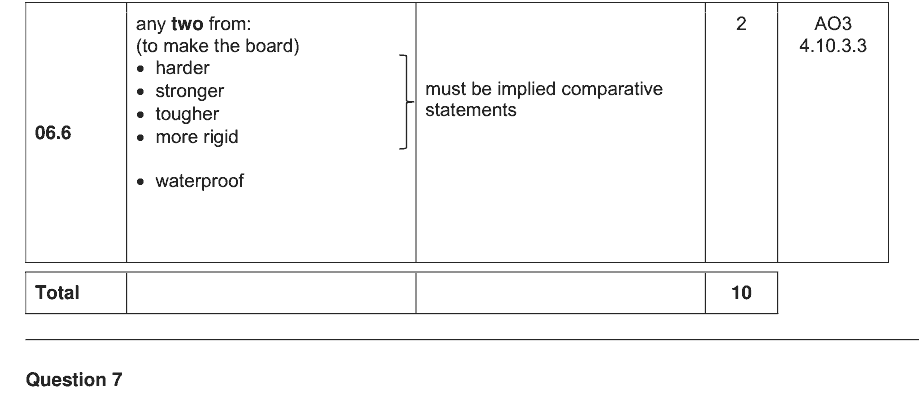 any two from:
2
AO3
(to make the board)
4.10.3.3
• harder
• stronger
must be implied comparative
• tougher
statements
06.6
• more rigid
• waterproof
Total
10
Question 7